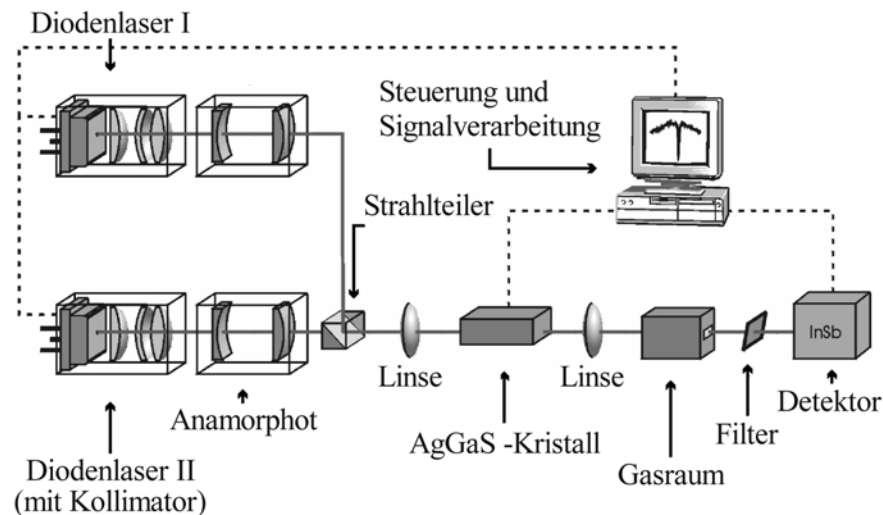 Diodenlaser I
Steuerung und
Signalverarbeitung
Strahlteiler
InSb
Linse
Linse
Detektor
Anamorphot
AgGaS -Kristall
Filter
Gasraum
Diodenlaser II
(mit Kollimator)